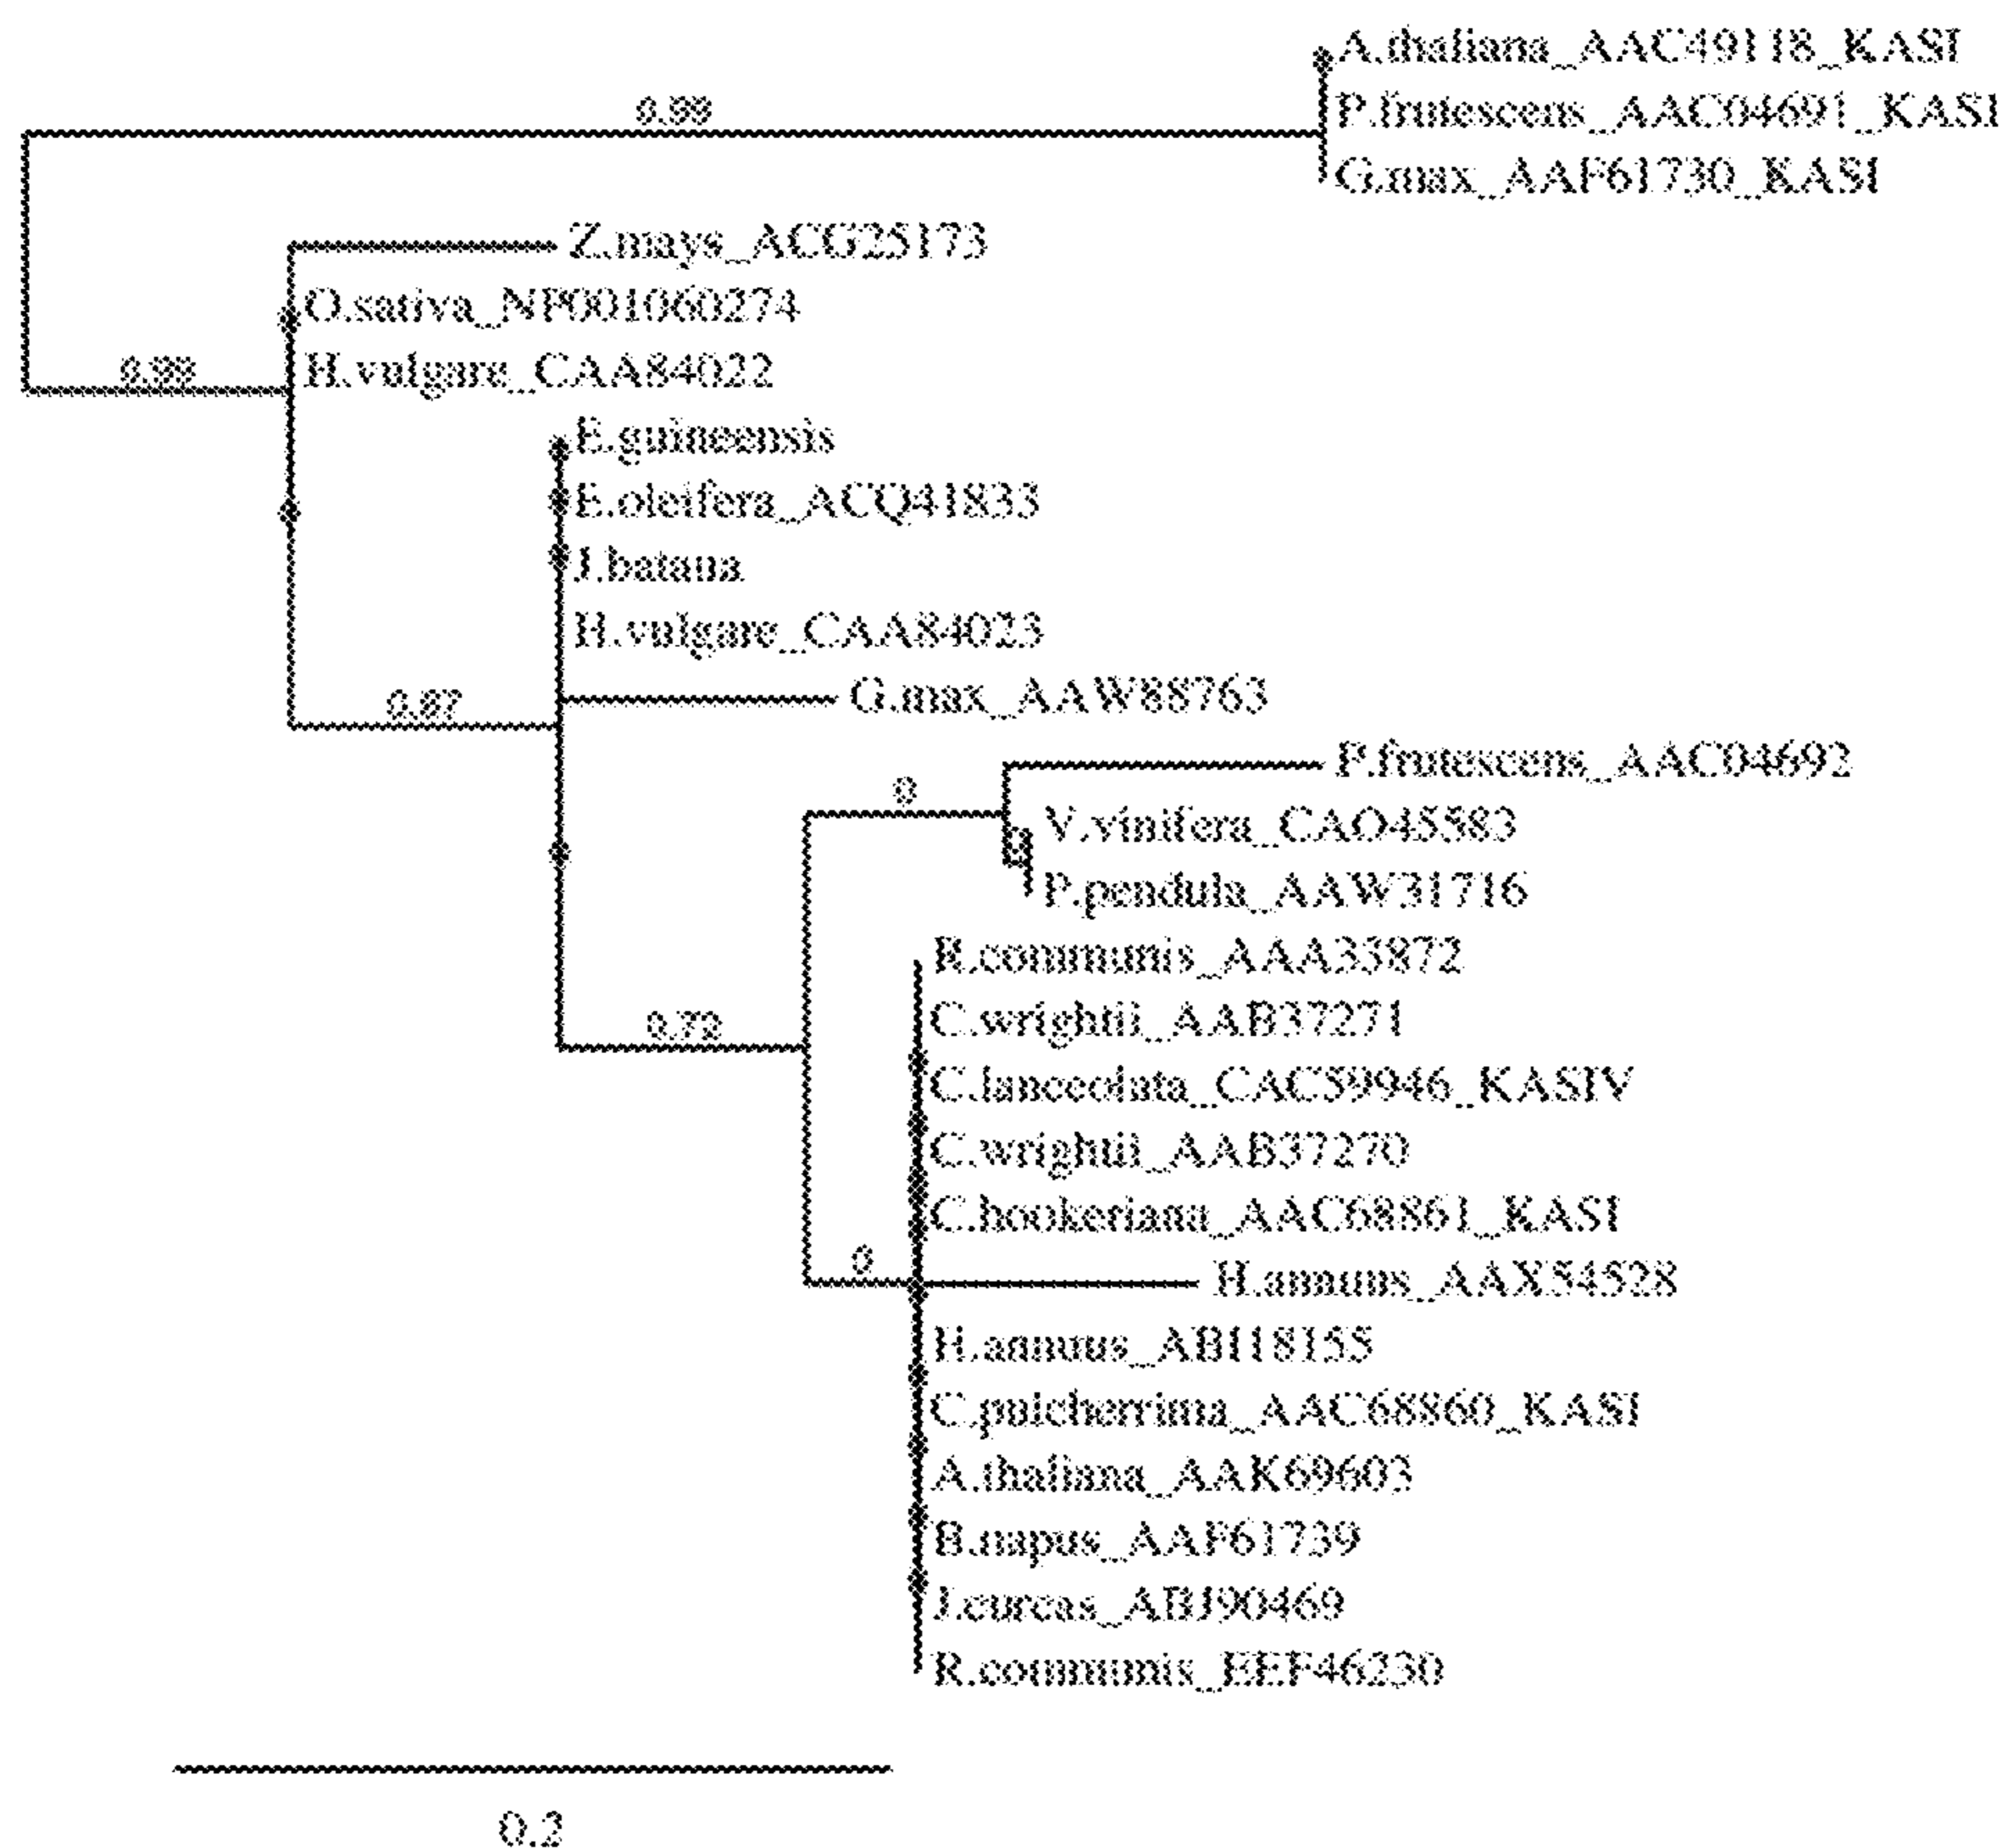 A.thaliana_AAC49118_KASI
0.99
P.frutescens_AAC04691_KASI
G.max_AAF61730_KASI
Z.mays_ACG25173
O.sativa_NP001060274
H.vulgare_CAA84022
E.guineensis
E.oleifera_ACQ41833
J.bataua
H.vulgare_CAA84023
0.87
G.max_AAW88763
P.frutescens_AAC04692
0
V.vinifera_CAO45583
P.pendula_AAW31716
R.communis_AAA33872
C.wrightii_AAB37271
0.72
C.lanceolata_CAC59946_KASIV
C.wrightii_AAB37270
C.hookeriana_AAC68861_KASI
0
H.annuus_AAX54528
H.annuus_ABI18155
C.pulcherrima_AAC68860_KASI
A.thaliana_AAK69603
B.napus_AAF61739
J.curcas_ABJ90469
R.communis_EEF46230
0.2